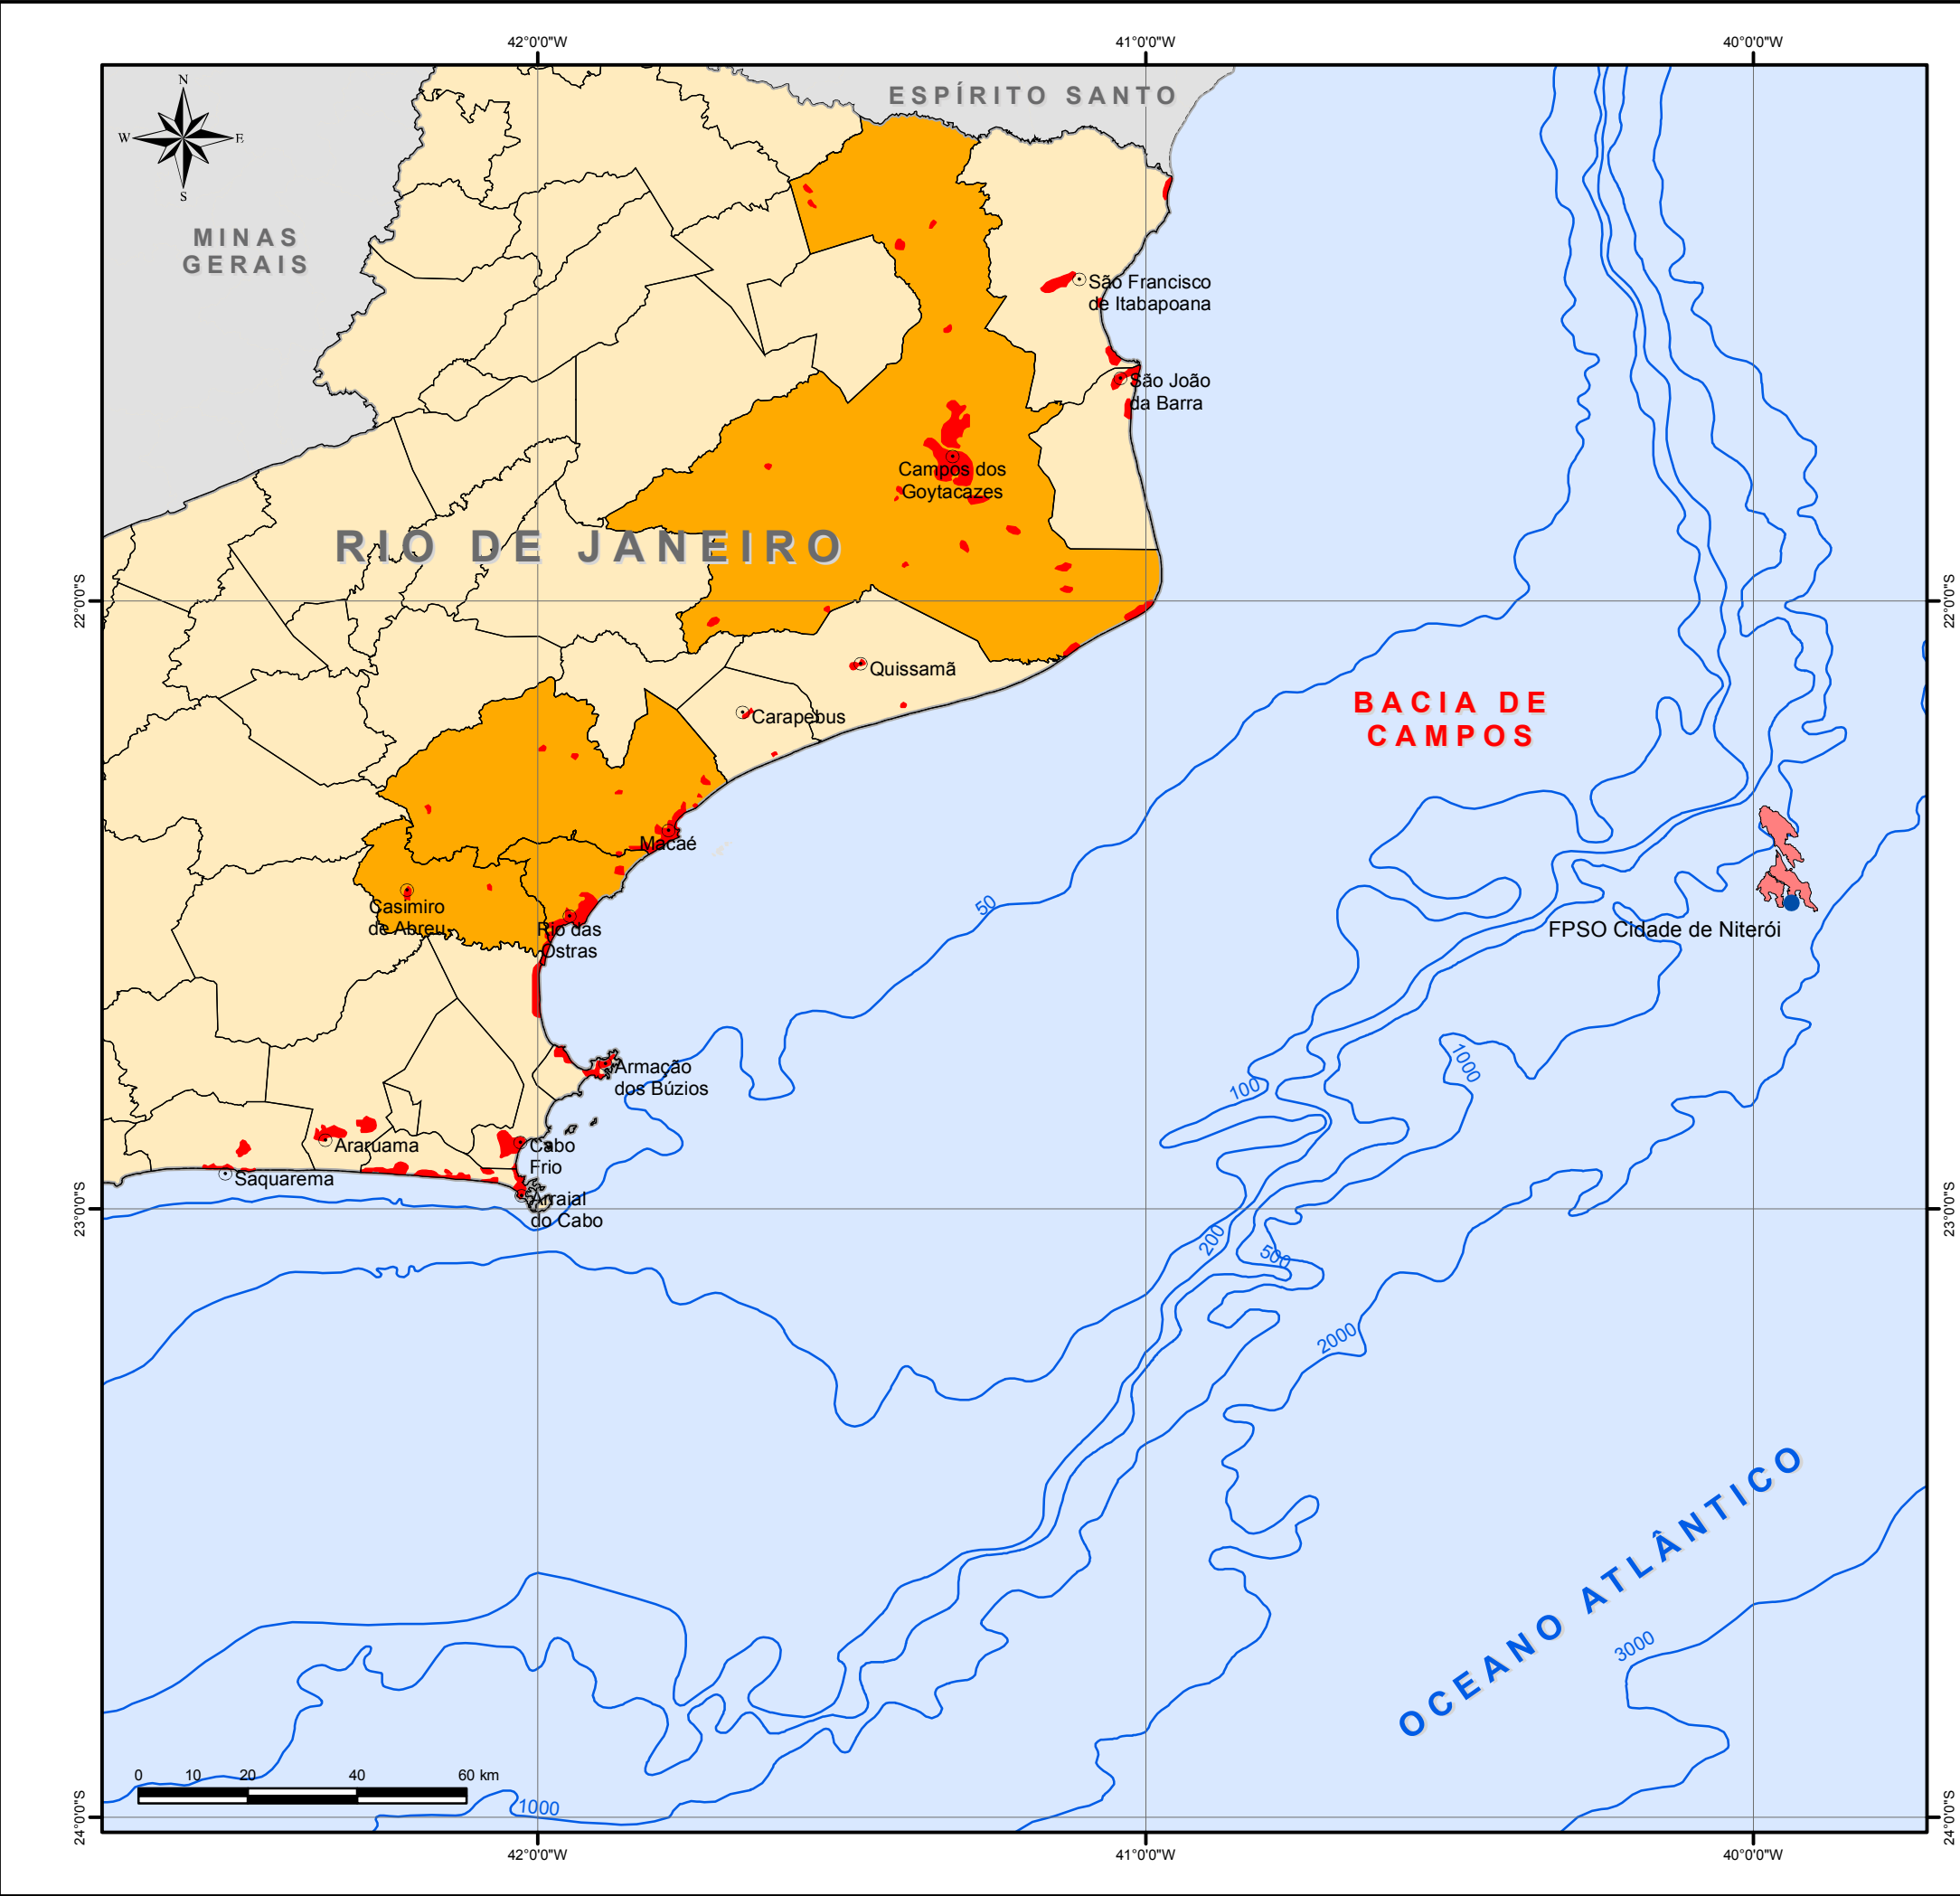 42°0'0"W
41°0'0"W
40°0'0"W
N
W
E
S
ESPÍRITO SANTO
MINAS
GERAIS
São Francisco
de Itabapoana
São João
da Barra
Campos dos
Goytacazes
RIO DE JANEIRO
22°0'0"S
22°0'0"S
Quissamã
Carapebus
BACIA DE
CAMPOS
Macaé
Casimiro
de Abreu
Rio das
Ostras
50
FPSO Cidade de Niterói
Armação
dos Búzios
100
1000
Araruama
Cabo
Frio
Saquarema
Arraial
do Cabo
23°0'0"S
23°0'0"S
200
500
2000
OCEANO ATLÂNTICO
3000
0 10 20 40 60 km
1000
24°0'0"S
24°0'0"S
42°0'0"W
41°0'0"W
40°0'0"W